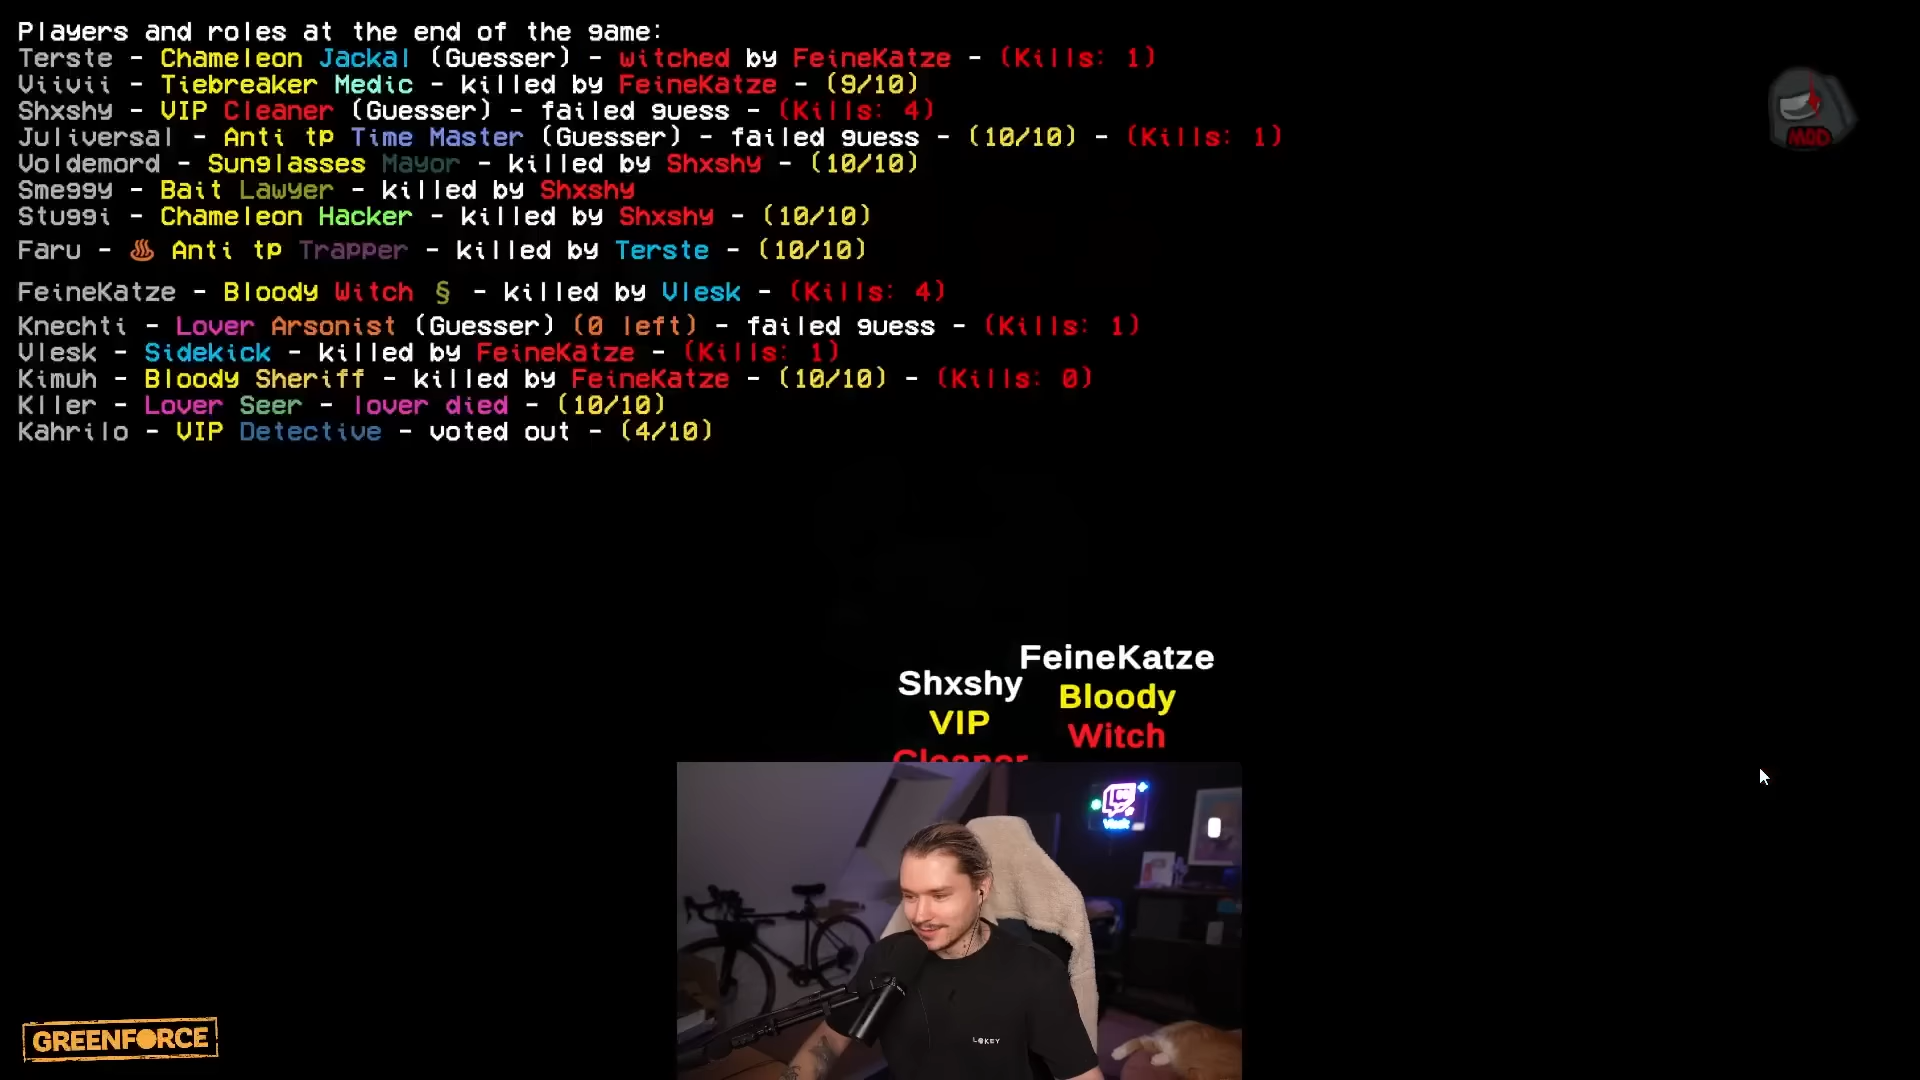 Players and roles at the end of the game:
Terste - Chameleon Jackal (Guesser) - witched by FeineKatze - (Kills: 1)
Viivii - Tiebreaker Medic - killed by FeineKatze - (9/10)
Shxshy - VIP Cleaner (Guesser) - failed guess - (Kills: 4)
Juliversal - Anti tp Time Master (Guesser) - failed guess - (10/10) - (Kills: 1)
Voldemord - Sunglasses Mayor - killed by Shxshy - (10/10)
Smeggy - Bait Lawyer - killed by Shxshy
Stuggi - Chameleon Hacker - killed by Shxshy - (10/10)
Faru - ♨ Anti tp Trapper - killed by Terste - (10/10)
FeineKatze - Bloody Witch § - killed by Vlesk - (Kills: 4)
Knechti - Lover Arsonist (Guesser) (0 left) - failed guess - (Kills: 1)
Vlesk - Sidekick - killed by FeineKatze - (Kills: 1)
Kimuh - Bloody Sheriff - killed by FeineKatze - (10/10) - (Kills: 0)
Kller - Lover Seer - lover died - (10/10)
Kahrilo - VIP Detective - voted out - (4/10)
MOD
FeineKatze
Bloody
Witch
Shxshy
VIP
Cleaner
Vlesk
LOKEY
GREENFORCE